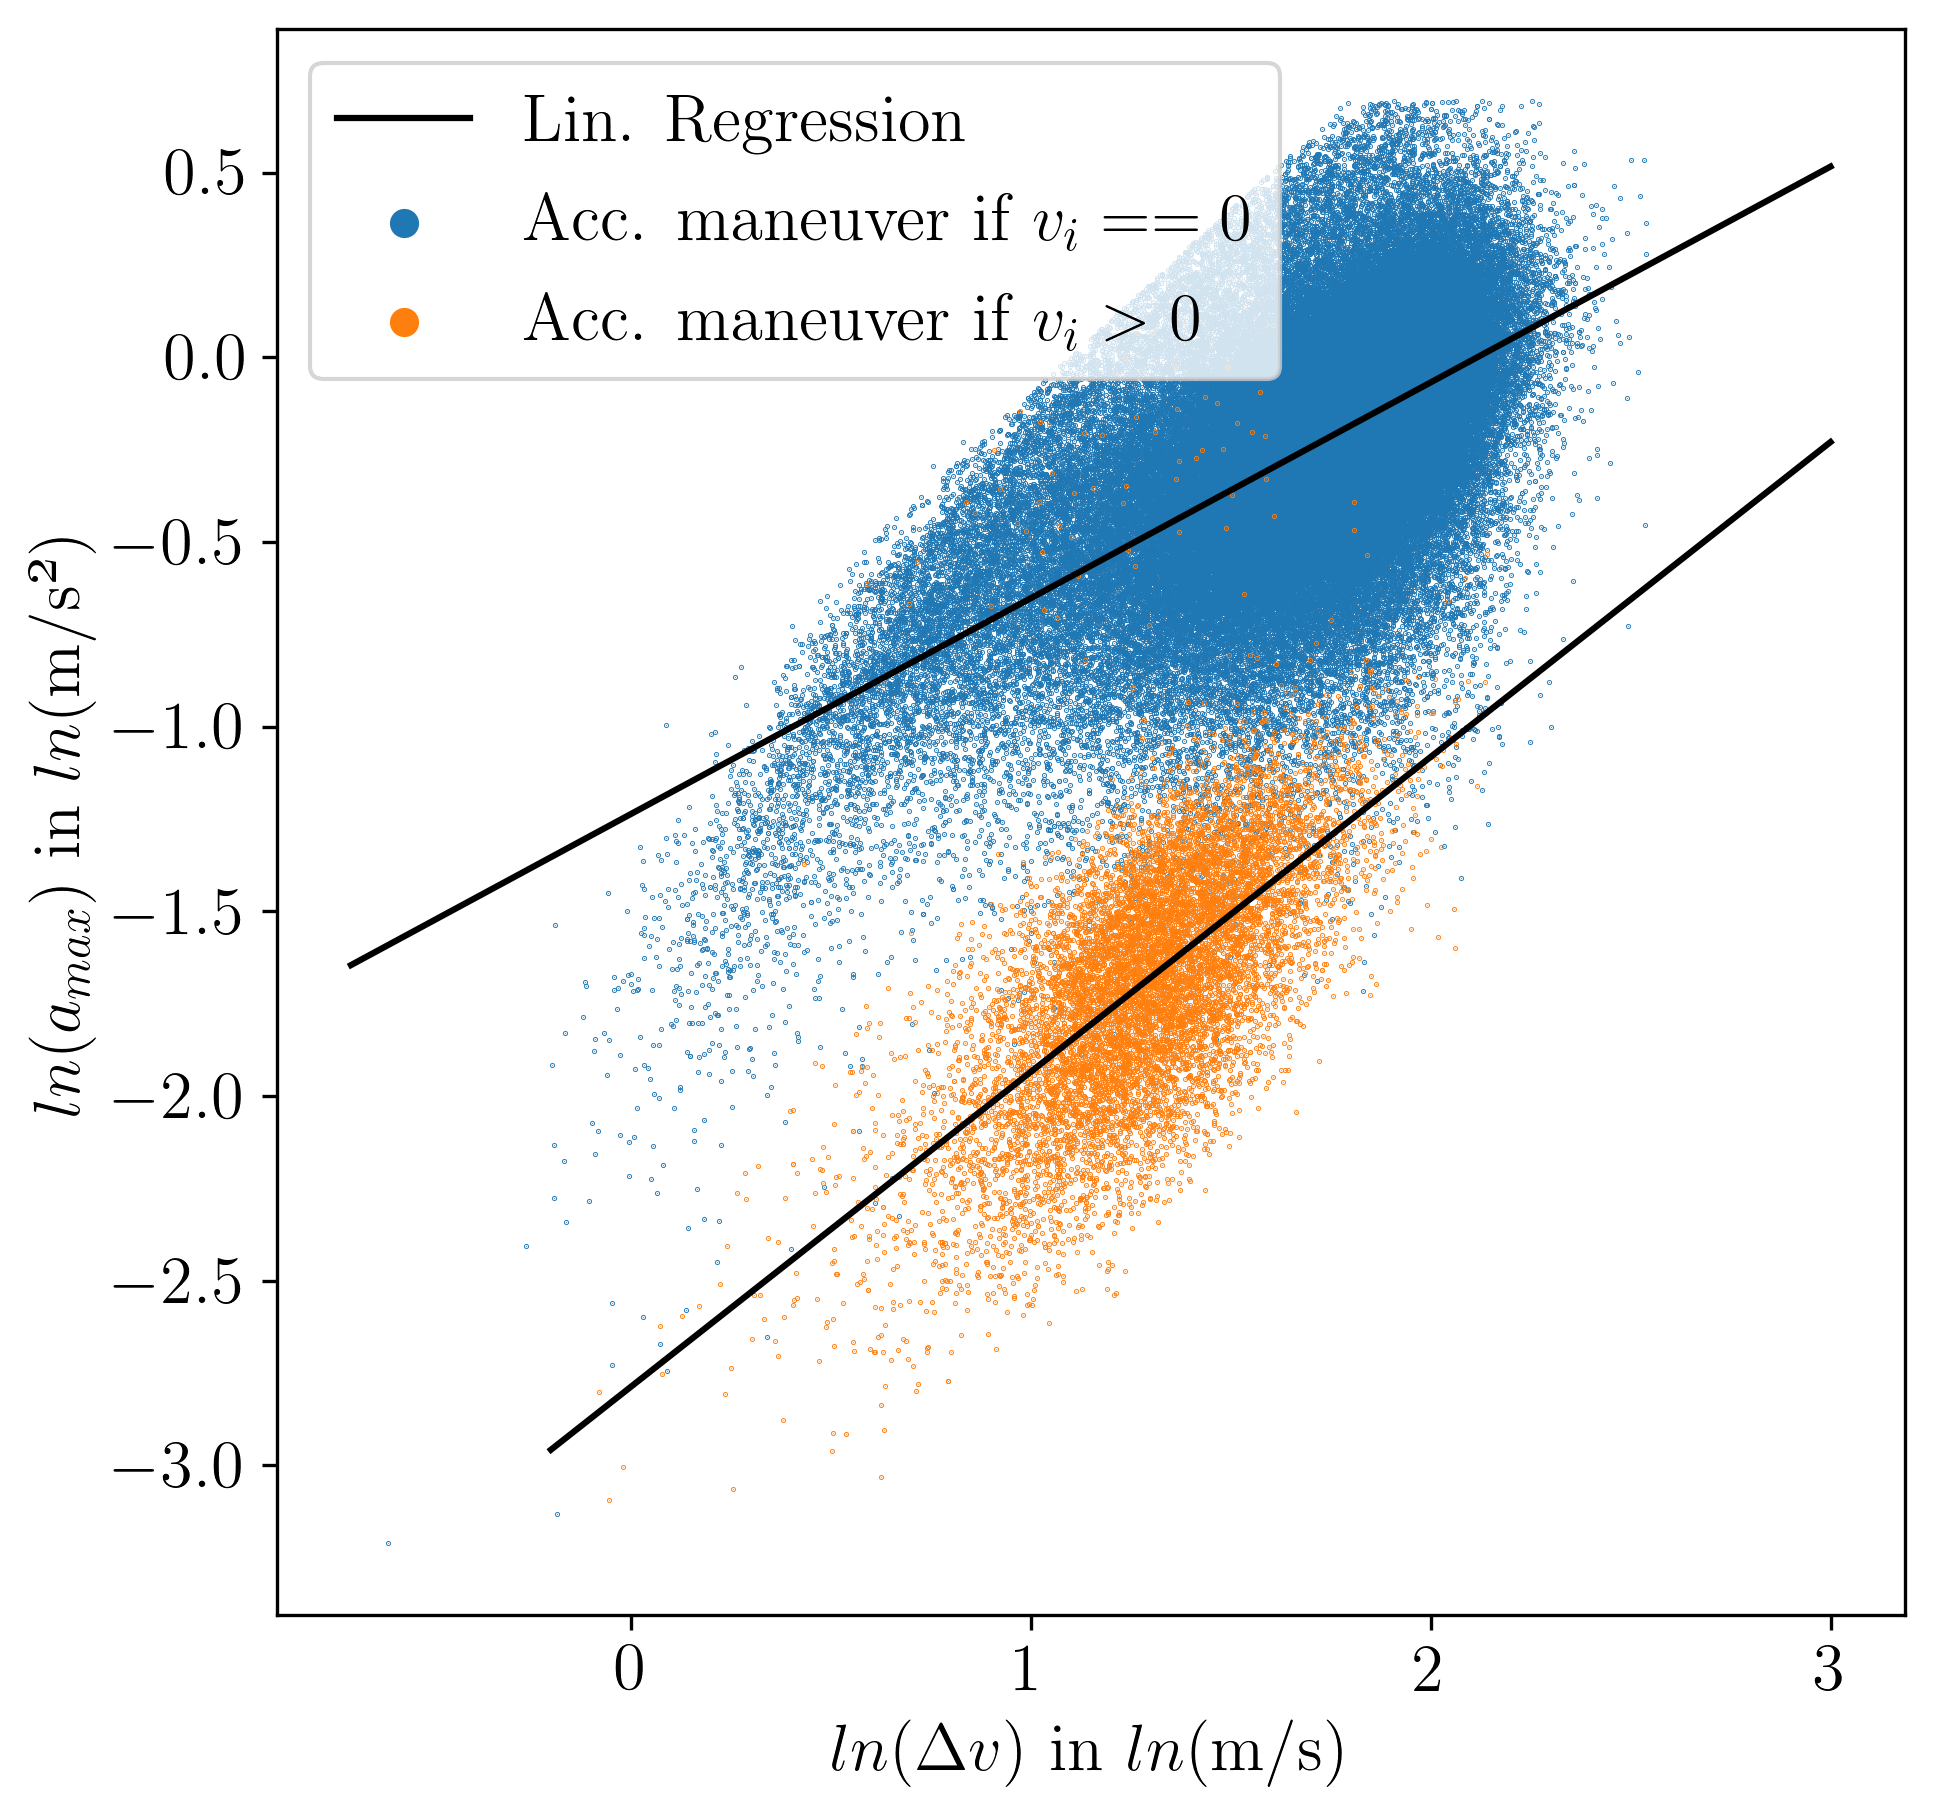 Lin. Regression
Acc. maneuver if v_i == 0
Acc. maneuver if v_i > 0
0.5
0.0
−0.5
−1.0
−1.5
−2.0
−2.5
−3.0
ln(a_max) in ln(m/s²)
0 1 2 3
ln(Δv) in ln(m/s)